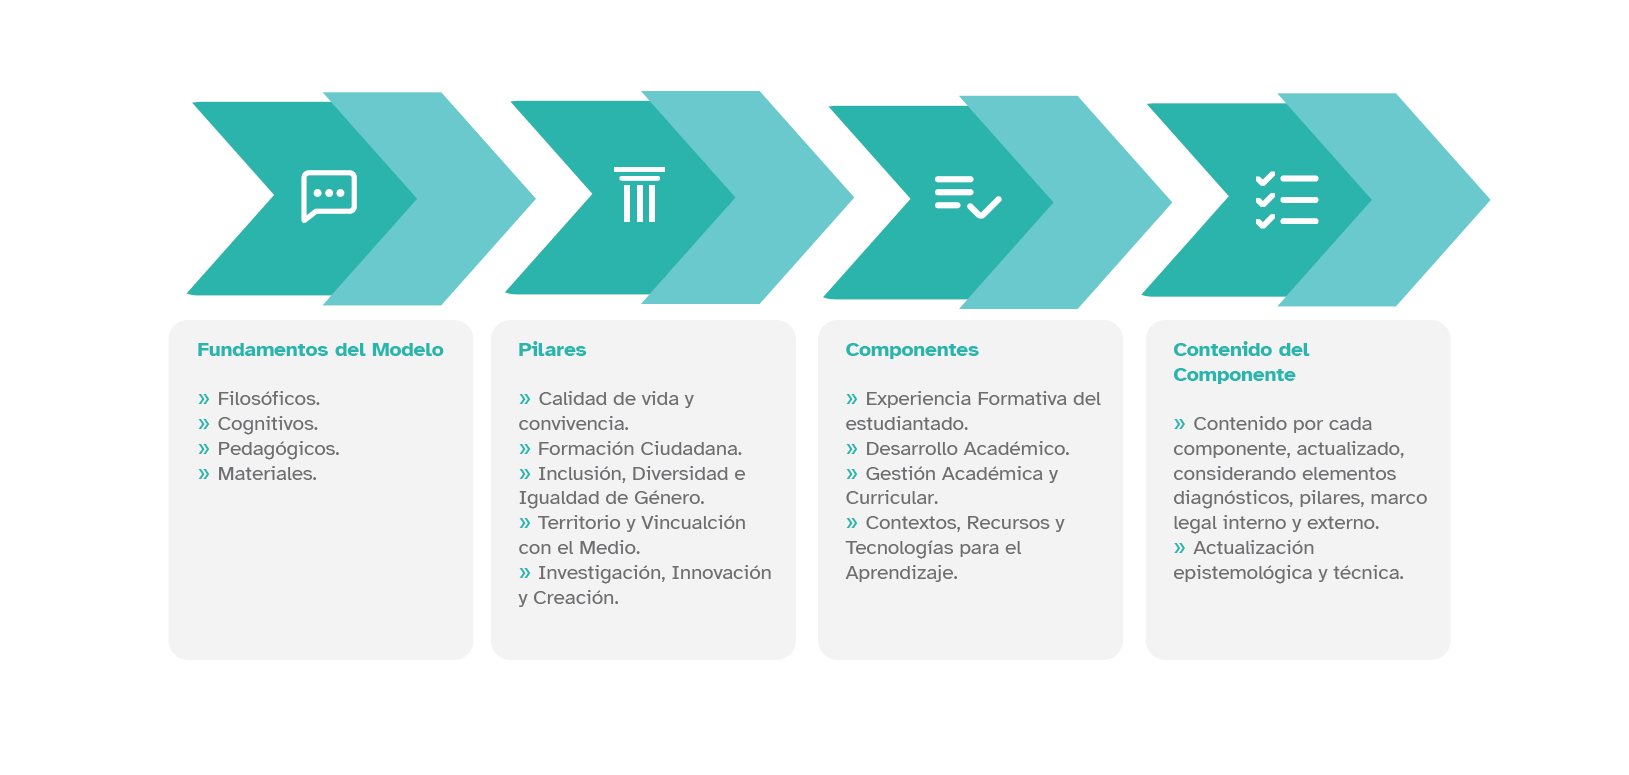 Fundamentos del Modelo
» Filosóficos.
» Cognitivos.
» Pedagógicos.
» Materiales.
Pilares
» Calidad de vida y
convivencia.
» Formación Ciudadana.
» Inclusión, Diversidad e
Igualdad de Género.
» Territorio y Vincualción
con el Medio.
» Investigación, Innovación
y Creación.
Componentes
» Experiencia Formativa del
estudiantado.
» Desarrollo Académico.
» Gestión Académica y
Curricular.
» Contextos, Recursos y
Tecnologías para el
Aprendizaje.
Contenido del
Componente
» Contenido por cada
componente, actualizado,
considerando elementos
diagnósticos, pilares, marco
legal interno y externo.
» Actualización
epistemológica y técnica.